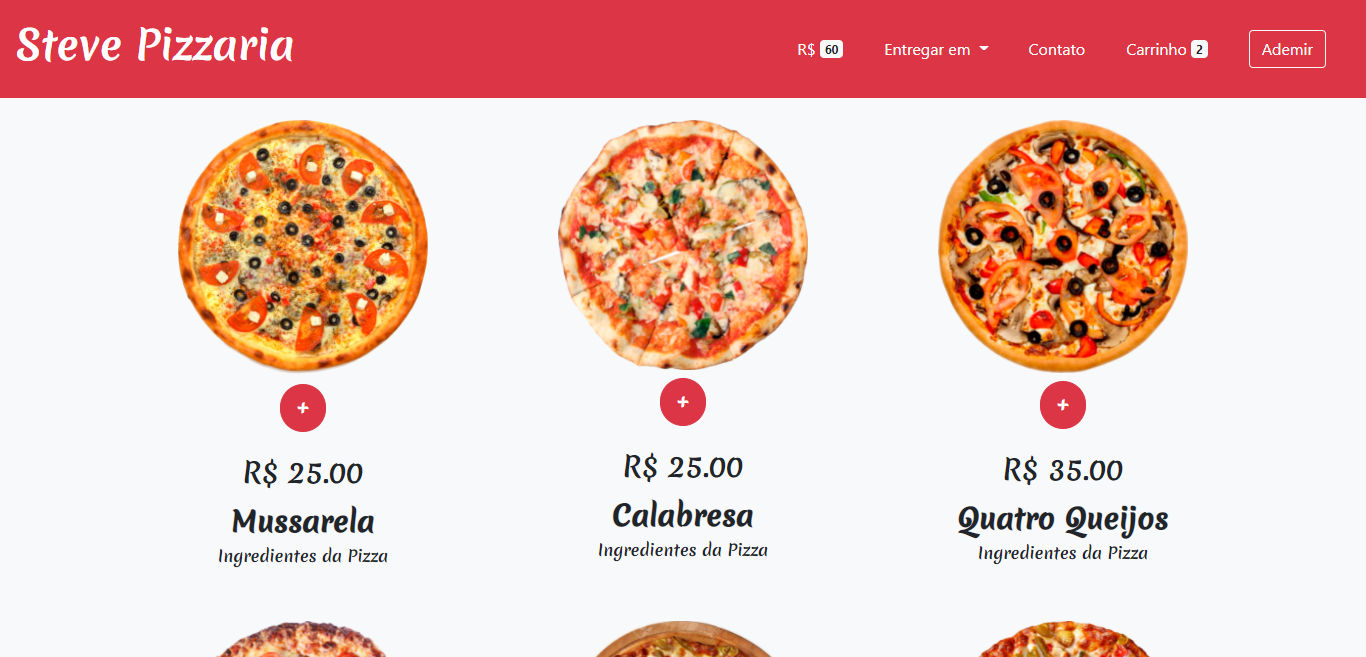 Steve Pizzaria
R$ 60 Entregar em Contato Carrinho 2 Ademir
+ + +
R$ 25.00 R$ 25.00 R$ 35.00
Mussarela Calabresa Quatro Queijos
Ingredientes da Pizza Ingredientes da Pizza Ingredientes da Pizza